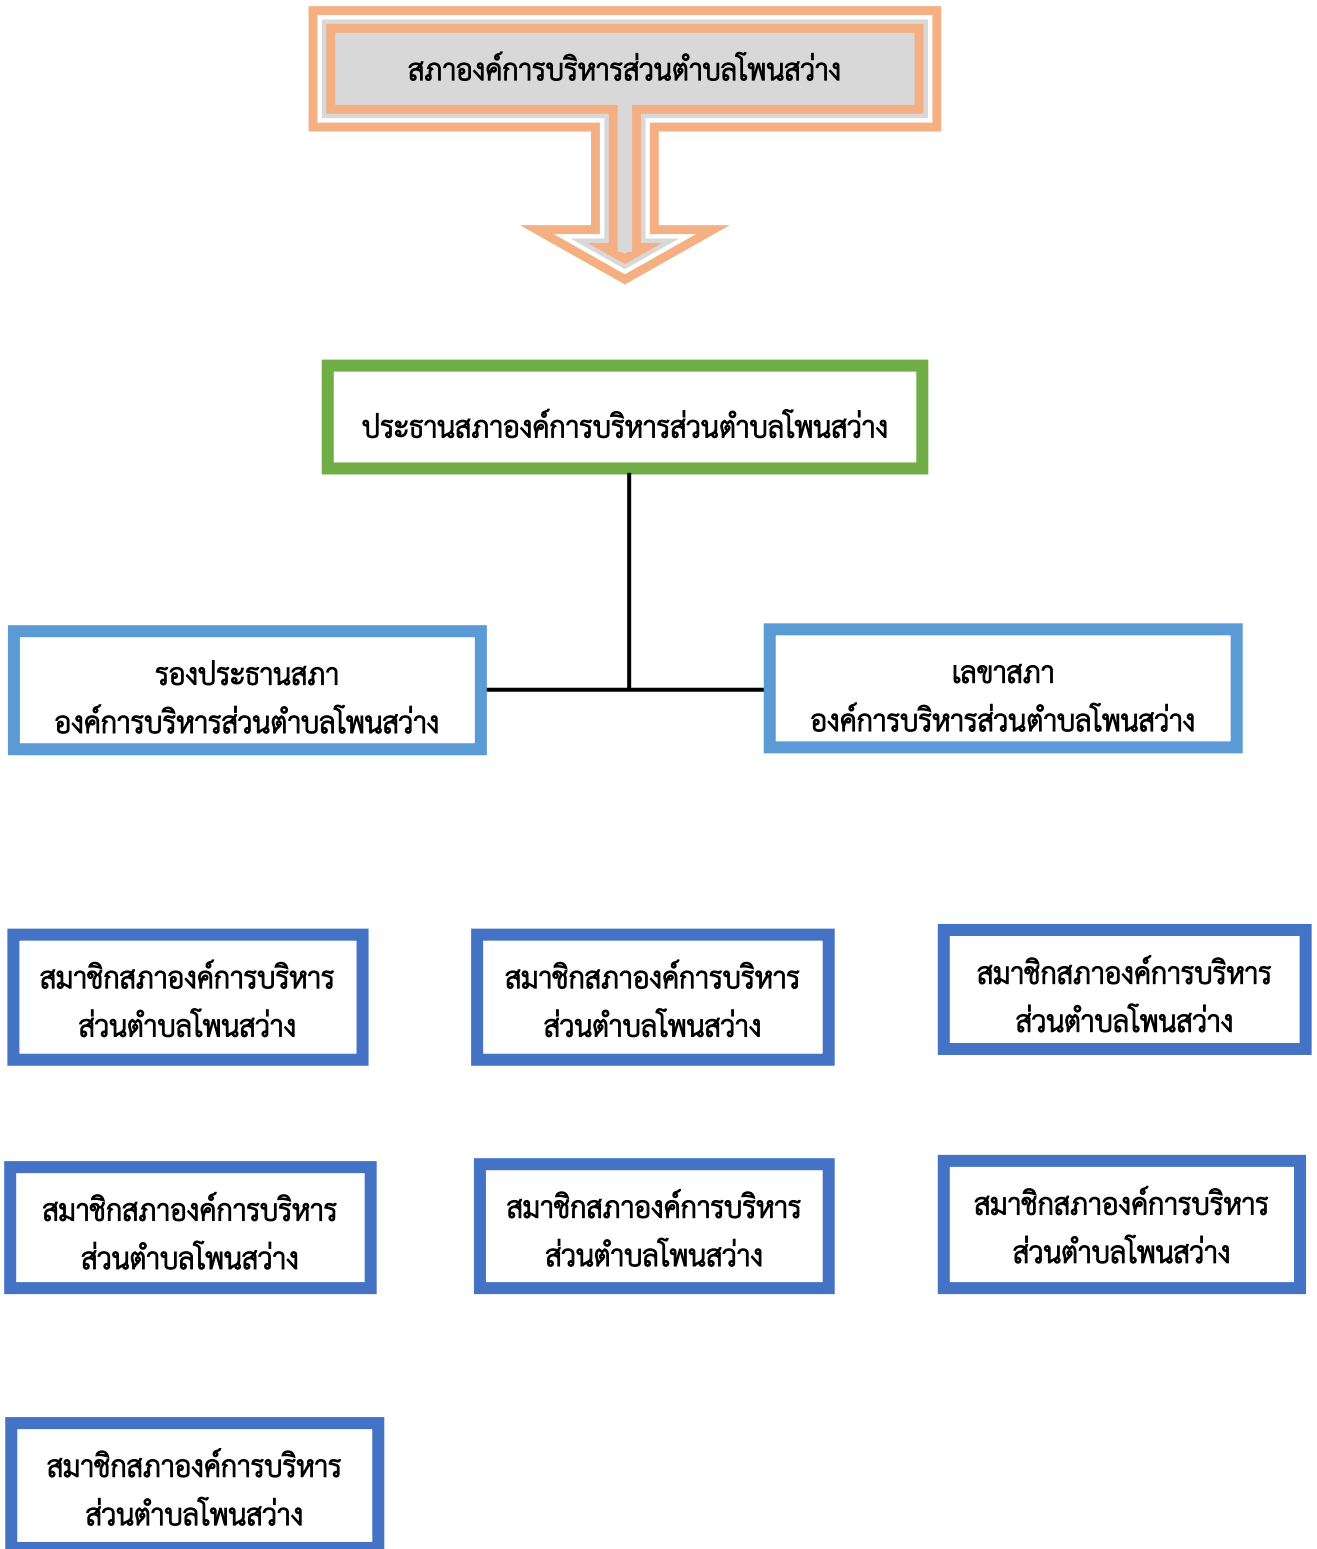 สภาองค์การบริหารส่วนตำบลโพนสว่าง
ประธานสภาองค์การบริหารส่วนตำบลโพนสว่าง
รองประธานสภา
องค์การบริหารส่วนตำบลโพนสว่าง
เลขาสภา
องค์การบริหารส่วนตำบลโพนสว่าง
สมาชิกสภาองค์การบริหาร
ส่วนตำบลโพนสว่าง
สมาชิกสภาองค์การบริหาร
ส่วนตำบลโพนสว่าง
สมาชิกสภาองค์การบริหาร
ส่วนตำบลโพนสว่าง
สมาชิกสภาองค์การบริหาร
ส่วนตำบลโพนสว่าง
สมาชิกสภาองค์การบริหาร
ส่วนตำบลโพนสว่าง
สมาชิกสภาองค์การบริหาร
ส่วนตำบลโพนสว่าง
สมาชิกสภาองค์การบริหาร
ส่วนตำบลโพนสว่าง